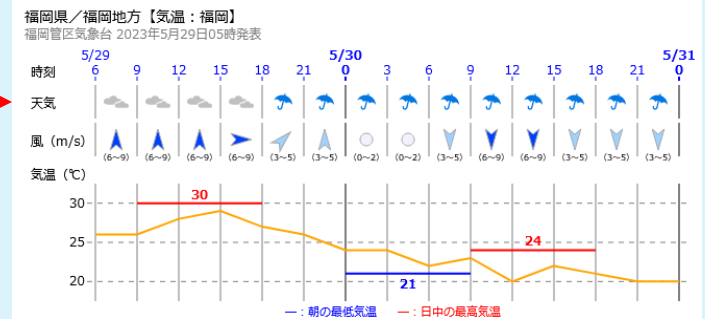 福岡県／福岡地方【気温：福岡】
福岡管区気象台 2023年5月29日05時発表
5/29 5/30 5/31
時刻 6 9 12 15 18 21 0 3 6 9 12 15 18 21 0
天気
風（m/s） (6~9) (6~9) (6~9) (6~9) (3~5) (3~5) (0~2) (0~2) (3~5) (6~9) (6~9) (3~5) (3~5) (3~5)
気温（℃）
30 30
25 24
20 21
―：朝の最低気温 ―：日中の最高気温